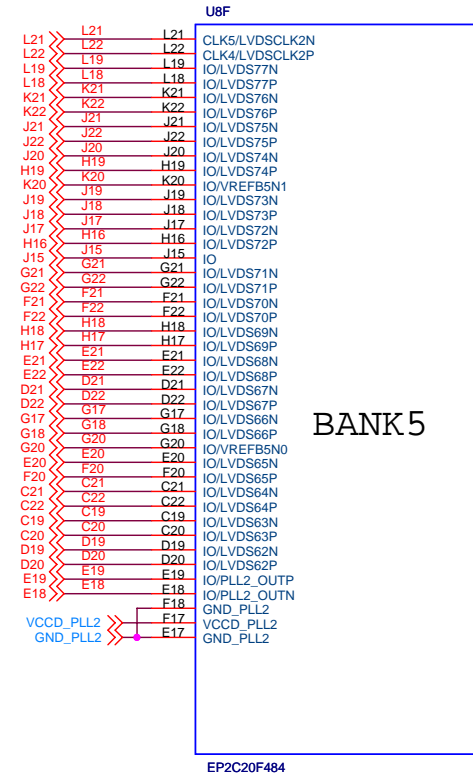 U8F
L21 L21 L21 CLK5/LVDSCLK2N
L22 L22 L22 CLK4/LVDSCLK2P
L19 L19 L19 IO/LVDS77N
L18 L18 L18 IO/LVDS77P
K21 K21 K21 IO/LVDS76N
K22 K22 K22 IO/LVDS76P
J21 J21 J21 IO/LVDS75N
J22 J22 J22 IO/LVDS75P
J20 J20 J20 IO/LVDS74N
H19 H19 H19 IO/LVDS74P
K20 K20 K20 IO/VREFB5N1
J19 J19 J19 IO/LVDS73N
J18 J18 J18 IO/LVDS73P
J17 J17 J17 IO/LVDS72N
H16 H16 H16 IO/LVDS72P
J15 J15 J15 IO
G21 G21 G21 IO/LVDS71N
G22 G22 G22 IO/LVDS71P
F21 F21 F21 IO/LVDS70N
F22 F22 F22 IO/LVDS70P
H18 H18 H18 IO/LVDS69N
H17 H17 H17 IO/LVDS69P
E21 E21 E21 IO/LVDS68N
E22 E22 E22 IO/LVDS68P
D21 D21 D21 IO/LVDS67N
D22 D22 D22 IO/LVDS67P
G17 G17 G17 IO/LVDS66N
G18 G18 G18 IO/LVDS66P
BANK5
G20 G20 G20 IO/VREFB5N0
E20 E20 E20 IO/LVDS65N
F20 F20 F20 IO/LVDS65P
C21 C21 C21 IO/LVDS64N
C22 C22 C22 IO/LVDS64P
C19 C19 C19 IO/LVDS63N
C20 C20 C20 IO/LVDS63P
D19 D19 D19 IO/LVDS62N
D20 D20 D20 IO/LVDS62P
E19 E19 E19 IO/PLL2_OUTP
E18 E18 E18 IO/PLL2_OUTN
F18 GND_PLL2
VCCD_PLL2 F17 VCCD_PLL2
GND_PLL2 E17 GND_PLL2
EP2C20F484